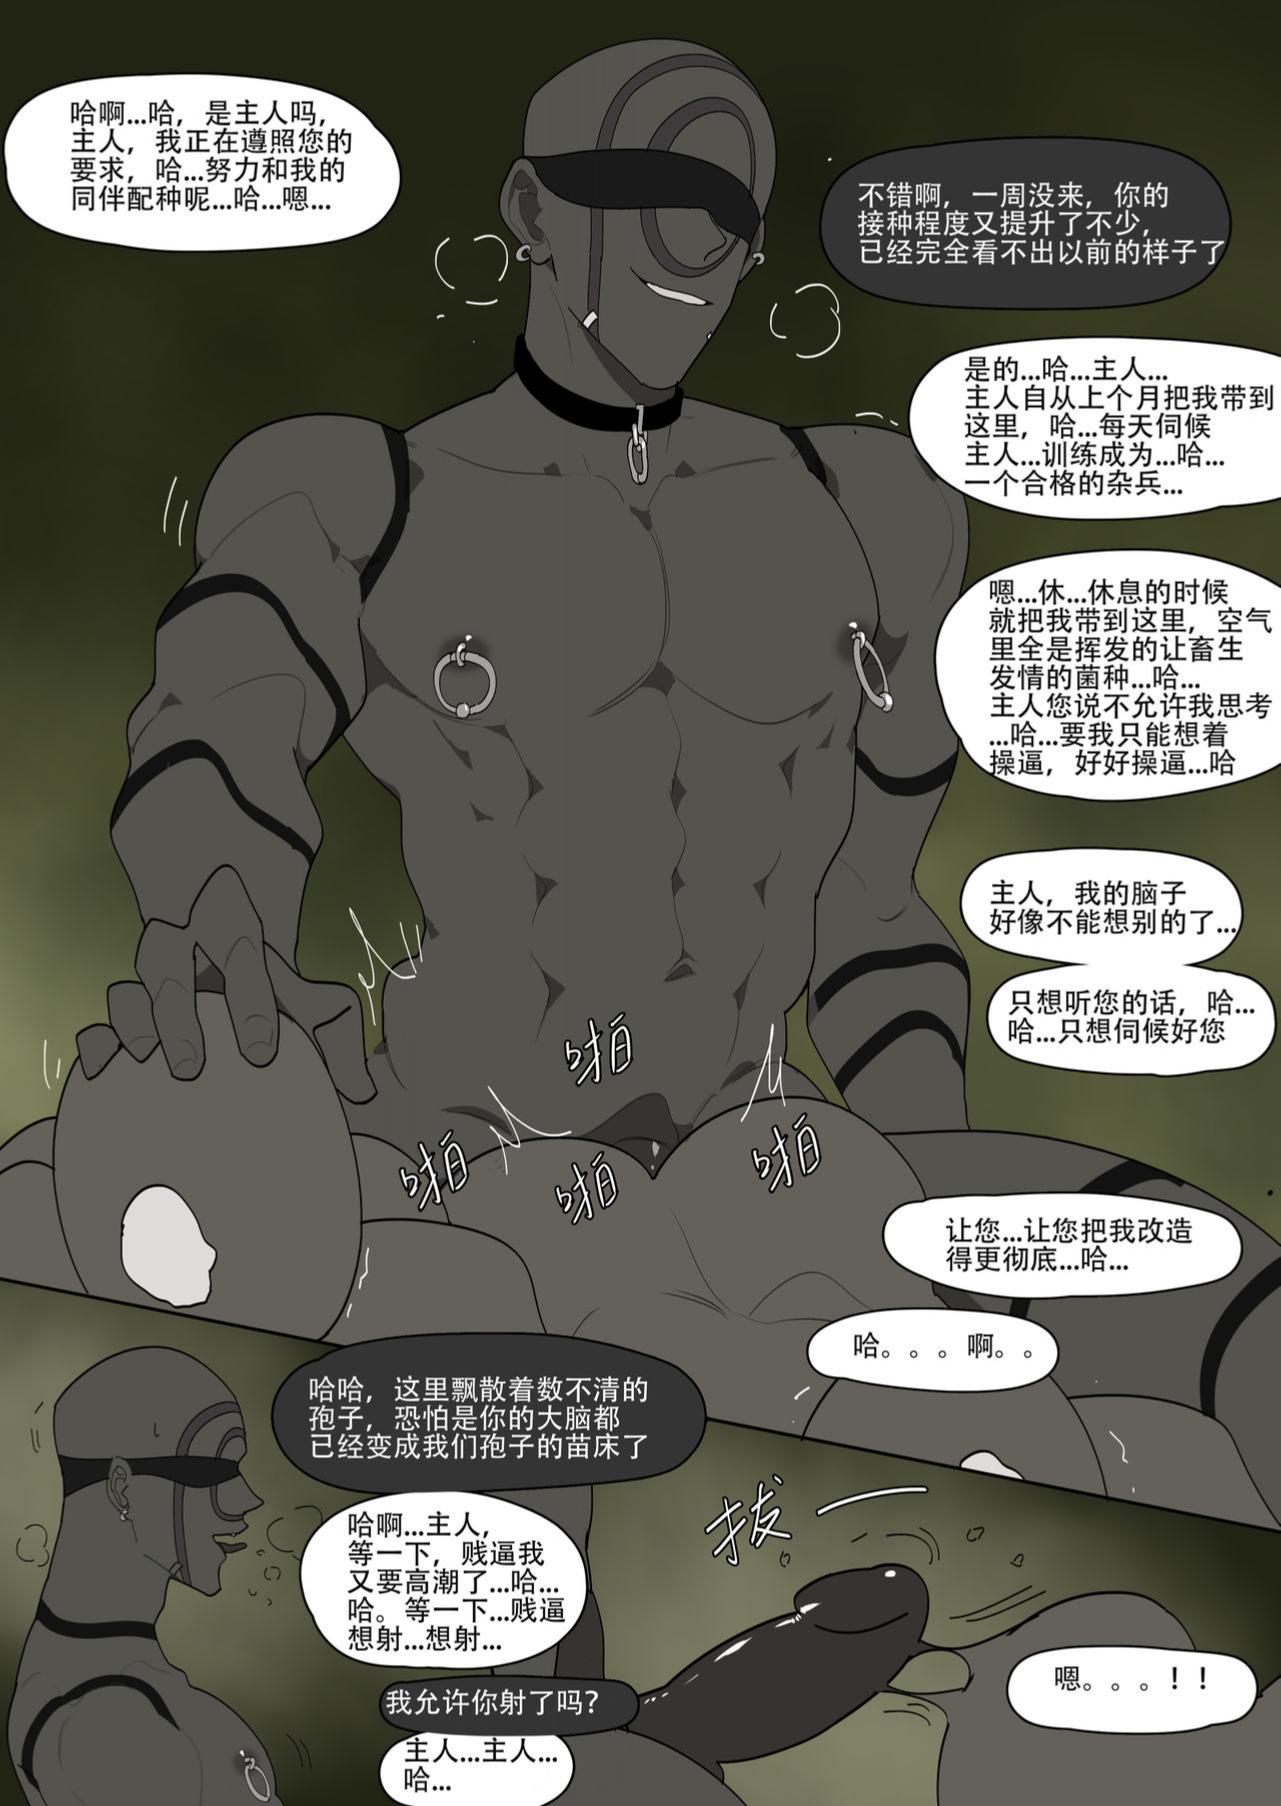 哈啊…哈，是主人吗，
主人，我正在遵照您的
要求，哈…努力和我的
同伴配种呢…哈…嗯…
不错啊，一周没来，你的
接种程度又提升了不少，
已经完全看不出以前的样子了
是的…哈…主人…
主人自从上个月把我带到
这里，哈…每天伺候
主人…训练成为…哈…
一个合格的杂兵…
嗯…休…休息的时候
就把我带到这里，空气
里全是挥发的让畜生
发情的菌种…哈…
主人您说不允许我思考
…哈…要我只能想着
操逼，好好操逼…哈
主人，我的脑子
好像不能想别的了…
只想听您的话，哈…
哈…只想伺候好您
啪
啪
啪
啪
让您…让您把我改造
得更彻底…哈…
哈。。。啊。。
哈哈，这里飘散着数不清的
孢子，恐怕是你的大脑都
已经变成我们孢子的苗床了
哈啊…主人，
等一下，贱逼我
又要高潮了…哈…
哈。等一下…贱逼
想射…想射…
拔一
我允许你射了吗？
嗯。。。！！
主人…主人…
哈…